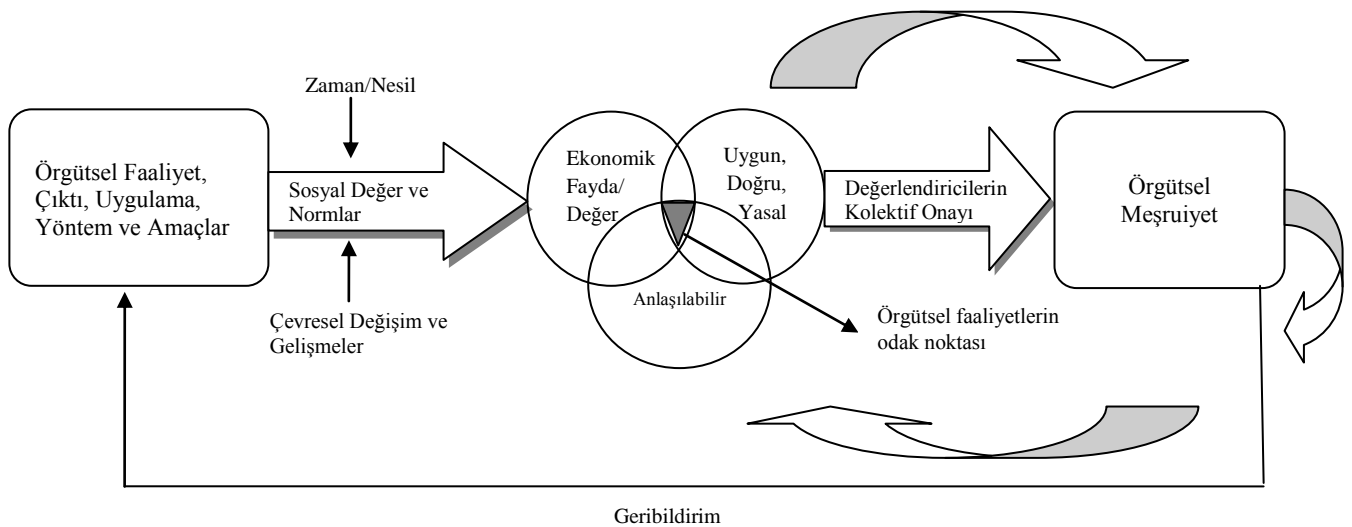 Zaman/Nesil
Örgütsel Faaliyet,
Çıktı, Uygulama,
Yöntem ve Amaçlar
Sosyal Değer ve
Normlar
Çevresel Değişim ve
Gelişmeler
Ekonomik
Fayda/
Değer
Uygun,
Doğru,
Yasal
Anlaşılabilir
Değerlendiricilerin
Kolektif Onayı
Örgütsel faaliyetlerin
odak noktası
Örgütsel
Meşruiyet
Geribildirim